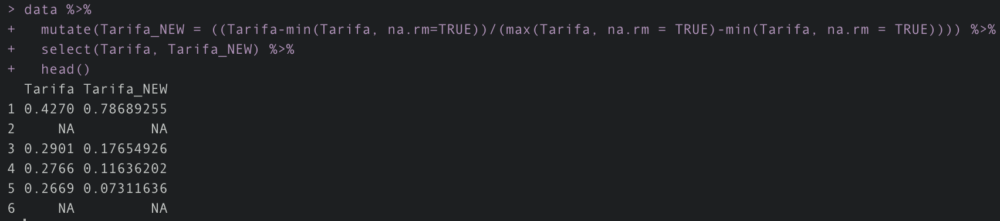 > data %>%
+   mutate(Tarifa_NEW = ((Tarifa-min(Tarifa, na.rm=TRUE))/(max(Tarifa, na.rm = TRUE)-min(Tarifa, na.rm = TRUE)))) %>%
+   select(Tarifa, Tarifa_NEW) %>%
+   head()
  Tarifa Tarifa_NEW
1 0.4270 0.78689255
2     NA         NA
3 0.2901 0.17654926
4 0.2766 0.11636202
5 0.2669 0.07311636
6     NA         NA